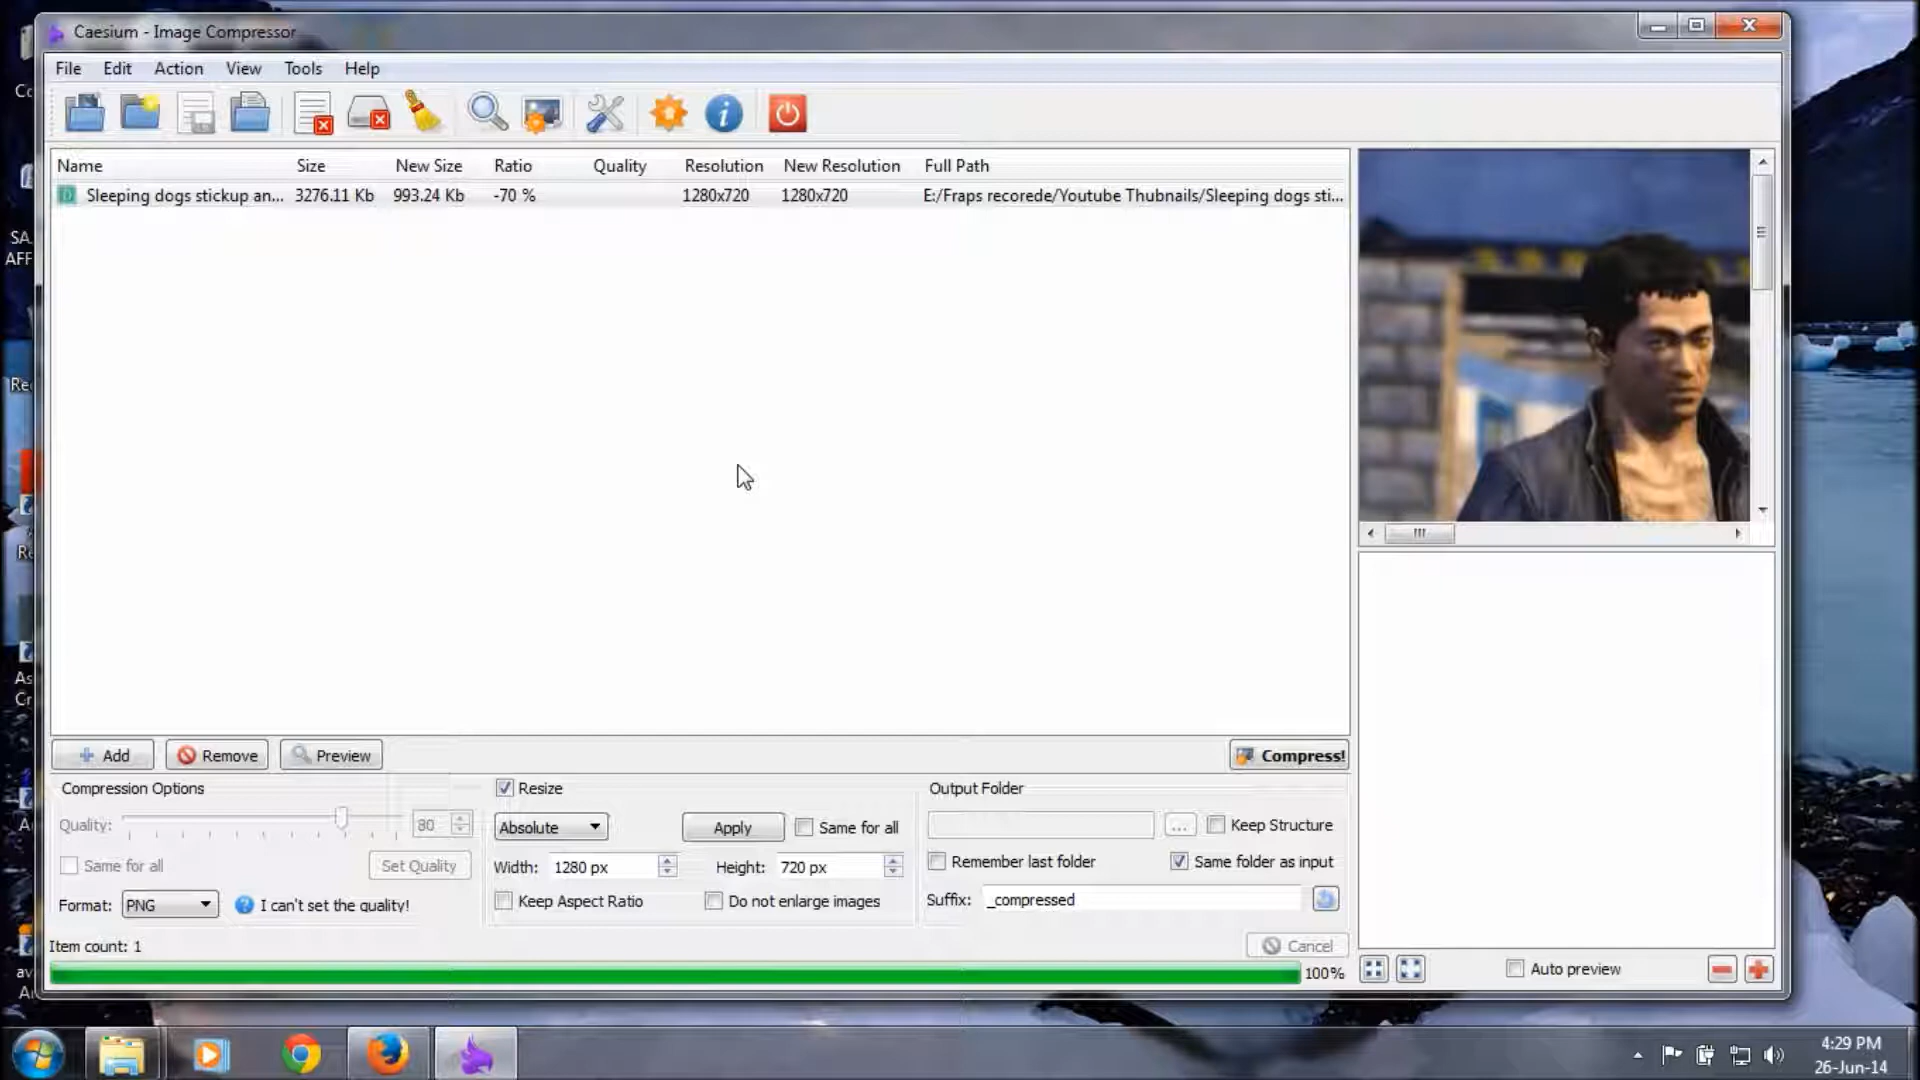 Caesium - Image Compressor
File Edit Action View Tools Help
Name Size New Size Ratio Quality Resolution New Resolution Full Path
Sleeping dogs stickup an... 3276.11 Kb 993.24 Kb -70 % 1280x720 1280x720 E:/Fraps recorede/Youtube Thubnails/Sleeping dogs sti...
Add Remove Preview Compress!
Compression Options
Quality: 80
Same for all Set Quality
Format: PNG I can't set the quality!
Resize
Absolute Apply Same for all
Width: 1280 px Height: 720 px
Keep Aspect Ratio Do not enlarge images
Output Folder
... Keep Structure
Remember last folder Same folder as input
Suffix: _compressed
Item count: 1
Cancel
100%
Auto preview
4:29 PM
26-Jun-14